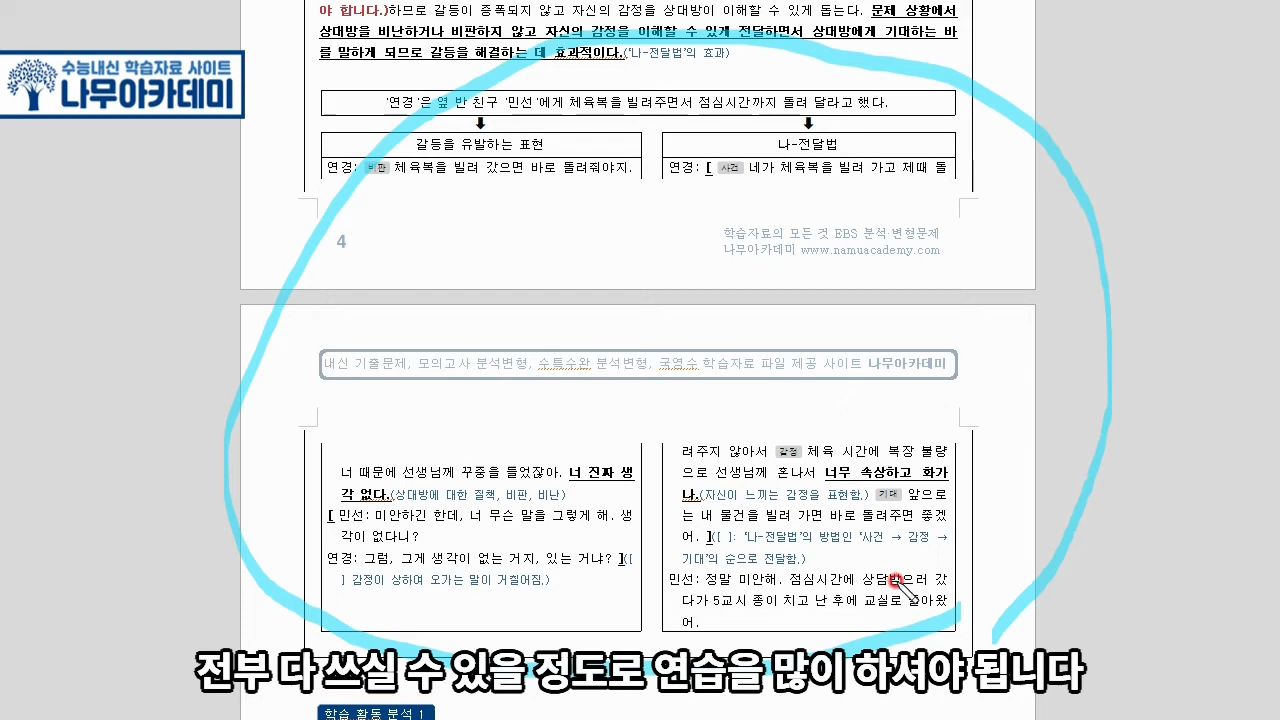 야 합니다.)하므로 갈등이 증폭되지 않고 자신의 감정을 상대방이 이해할 수 있게 돕는다. 문제 상황에서
상대방을 비난하거나 비판하지 않고 자신의 감정을 이해할 수 있게 전달하면서 상대방에게 기대하는 바
를 말하게 되므로 갈등을 해결하는 데 효과적이다.('나-전달법'의 효과)
수능내신 학습자료 사이트
나무아카데미
'연경'은 옆 반 친구 '민선'에게 체육복을 빌려주면서 점심시간까지 돌려 달라고 했다.
갈등을 유발하는 표현
연경: 비판 체육복을 빌려 갔으면 바로 돌려줘야지.
나-전달법
연경: [ 사건 네가 체육복을 빌려 가고 제때 돌
4
학습자료의 모든 것 EBS 분석·변형문제
나무아카데미 www.namuacademy.com
내신 기출문제, 모의고사 분석변형, 수특수완 분석변형, 국영수 학습자료 파일 제공 사이트 나무아카데미
너 때문에 선생님께 꾸중을 들었잖아. 너 진짜 생
각 없다.(상대방에 대한 질책, 비판, 비난)
[ 민선: 미안하긴 한데, 너 무슨 말을 그렇게 해. 생
각이 없다니?
연경: 그럼, 그게 생각이 없는 거지, 있는 거냐? ]([
] 감정이 상하여 오가는 말이 거칠어짐.)
려주지 않아서 감정 체육 시간에 복장 불량
으로 선생님께 혼나서 너무 속상하고 화가
나.(자신이 느끼는 감정을 표현함.) 기대 앞으로
는 내 물건을 빌려 가면 바로 돌려주면 좋겠
어. ]([ ]: '나-전달법'의 방법인 '사건 → 감정 →
기대'의 순으로 전달함.)
민선: 정말 미안해. 점심시간에 상담받으러 갔
다가 5교시 종이 치고 난 후에 교실로 돌아왔
어.
전부 다 쓰실 수 있을 정도로 연습을 많이 하셔야 됩니다
학습 활동 분석 1